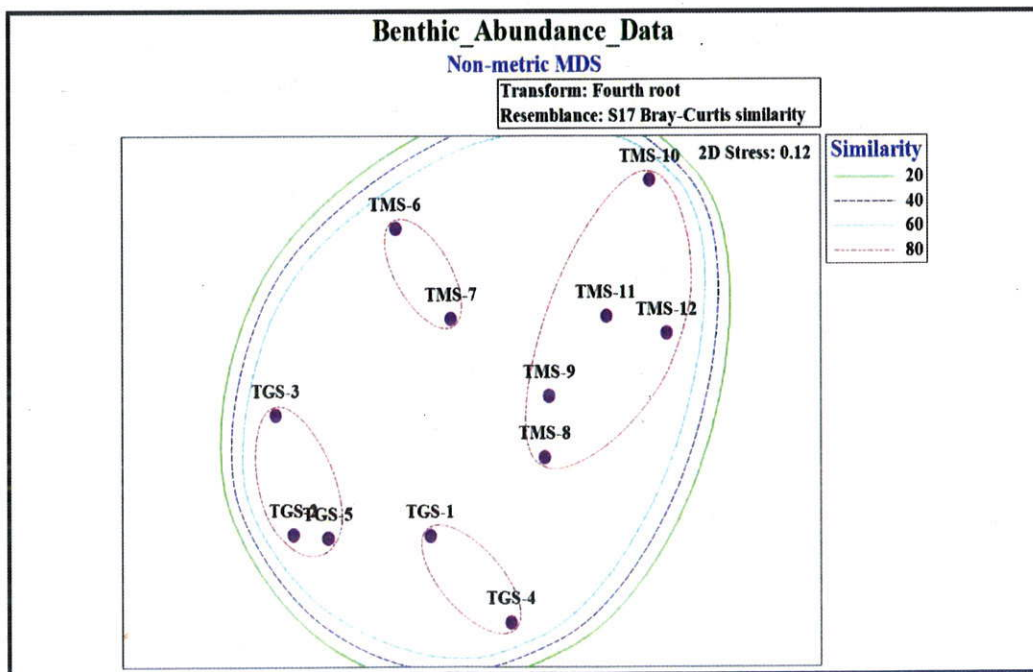 Benthic_Abundance_Data
Non-metric MDS
Transform: Fourth root
Resemblance: S17 Bray-Curtis similarity
2D Stress: 0.12
Similarity
20
40
60
80
TMS-10
TMS-6
TMS-7
TMS-11
TMS-12
TMS-9
TGS-3
TMS-8
TGS-2
TGS-5
TGS-1
TGS-4